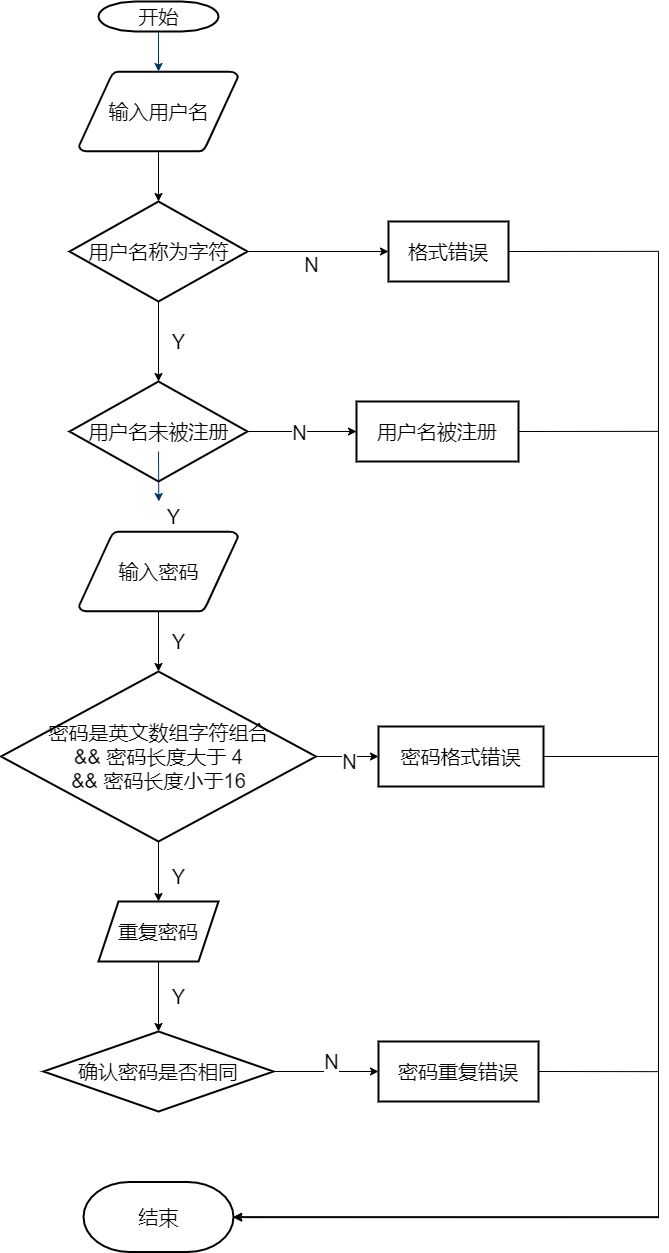 开始
输入用户名
用户名称为字符
N
格式错误
Y
用户名未被注册
N
用户名被注册
Y
输入密码
Y
密码是英文数组字符组合
&& 密码长度大于 4
&& 密码长度小于16
N
密码格式错误
Y
重复密码
Y
确认密码是否相同
N
密码重复错误
结束